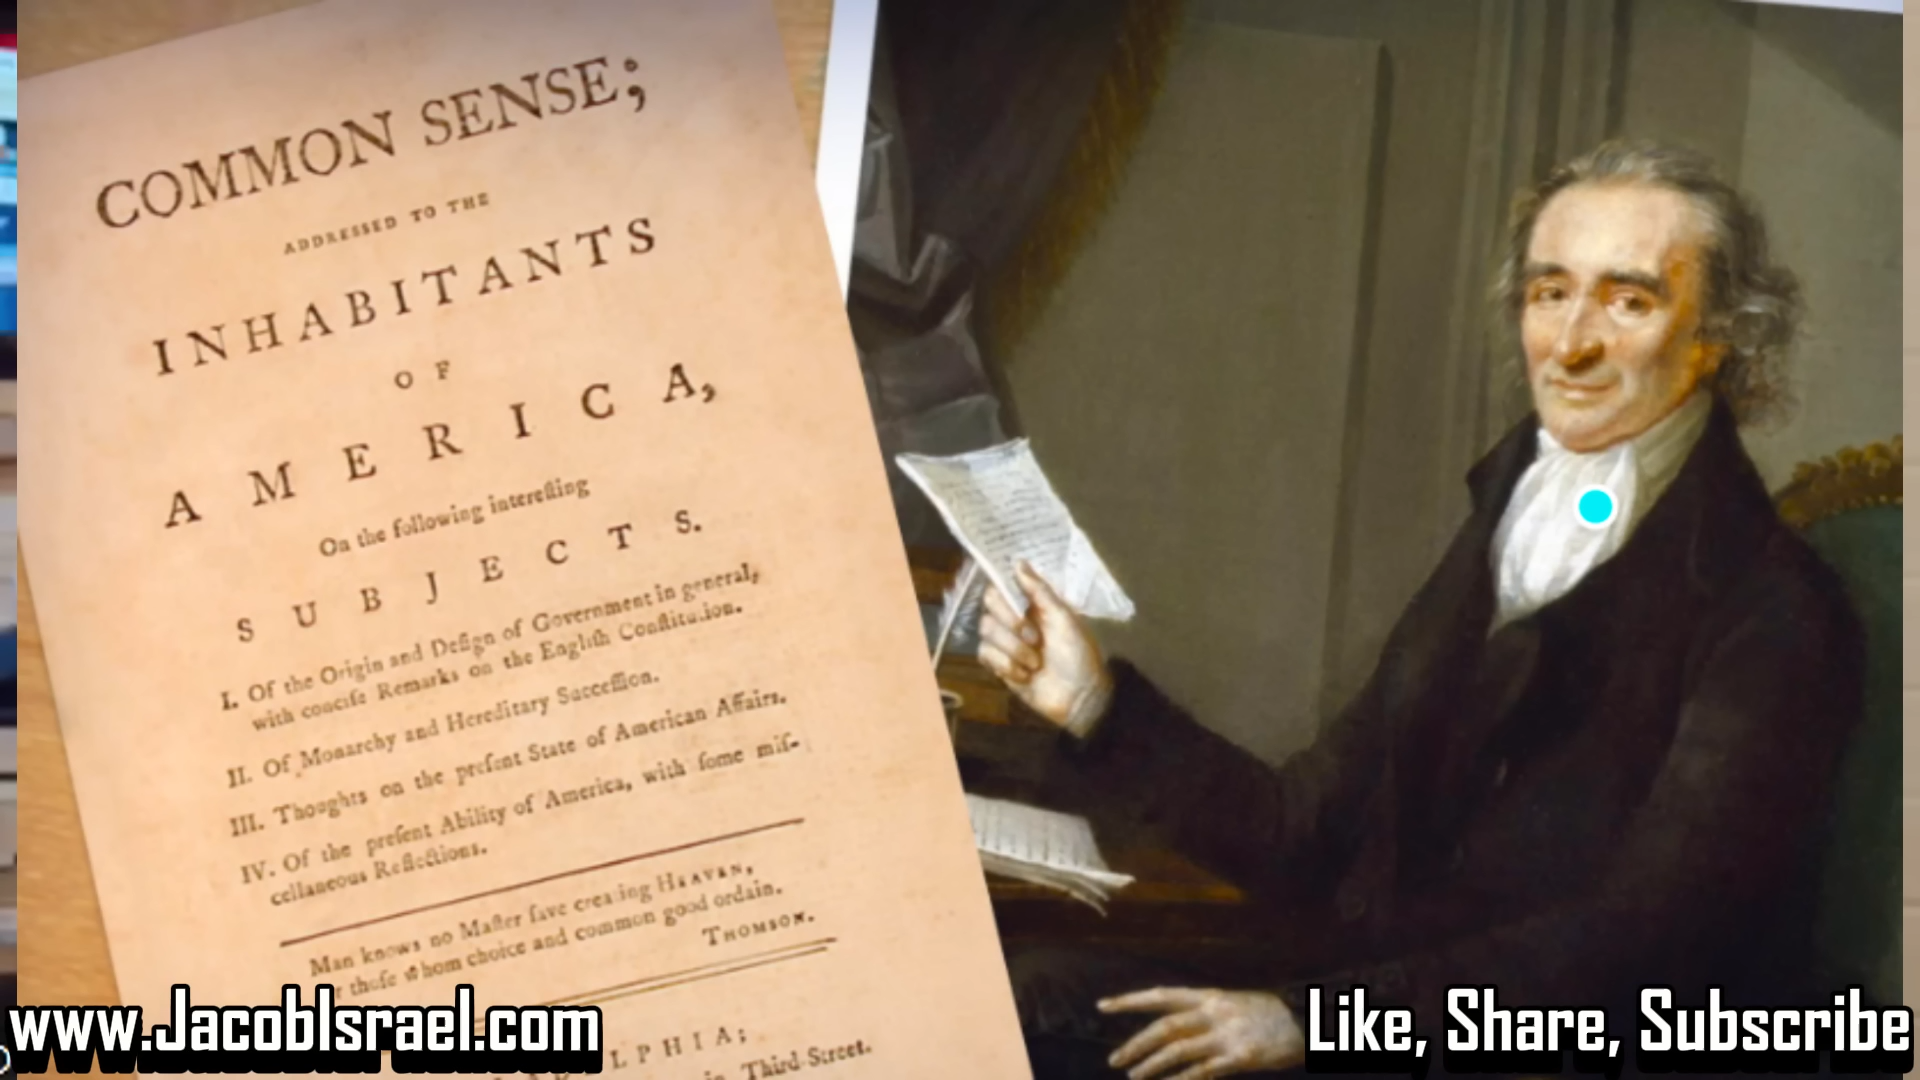 COMMON SENSE;
ADDRESSED TO THE
INHABITANTS
OF
AMERICA,
On the following intereſting
SUBJECTS.
I. Of the Origin and Deſign of Government in general,
with conciſe Remarks on the Engliſh Conſtitution.
II. Of Monarchy and Hereditary Succeſſion.
III. Thoughts on the preſent State of American Affairs.
IV. Of the preſent Ability of America, with ſome miſ-
cellaneous Reflections.
Man knows no Maſter ſave creating HEAVEN,
thoſe whom choice and common good ordain.
THOMSON.
LPHIA;
Third-Street.
www.JacobIsrael.com
Like, Share, Subscribe